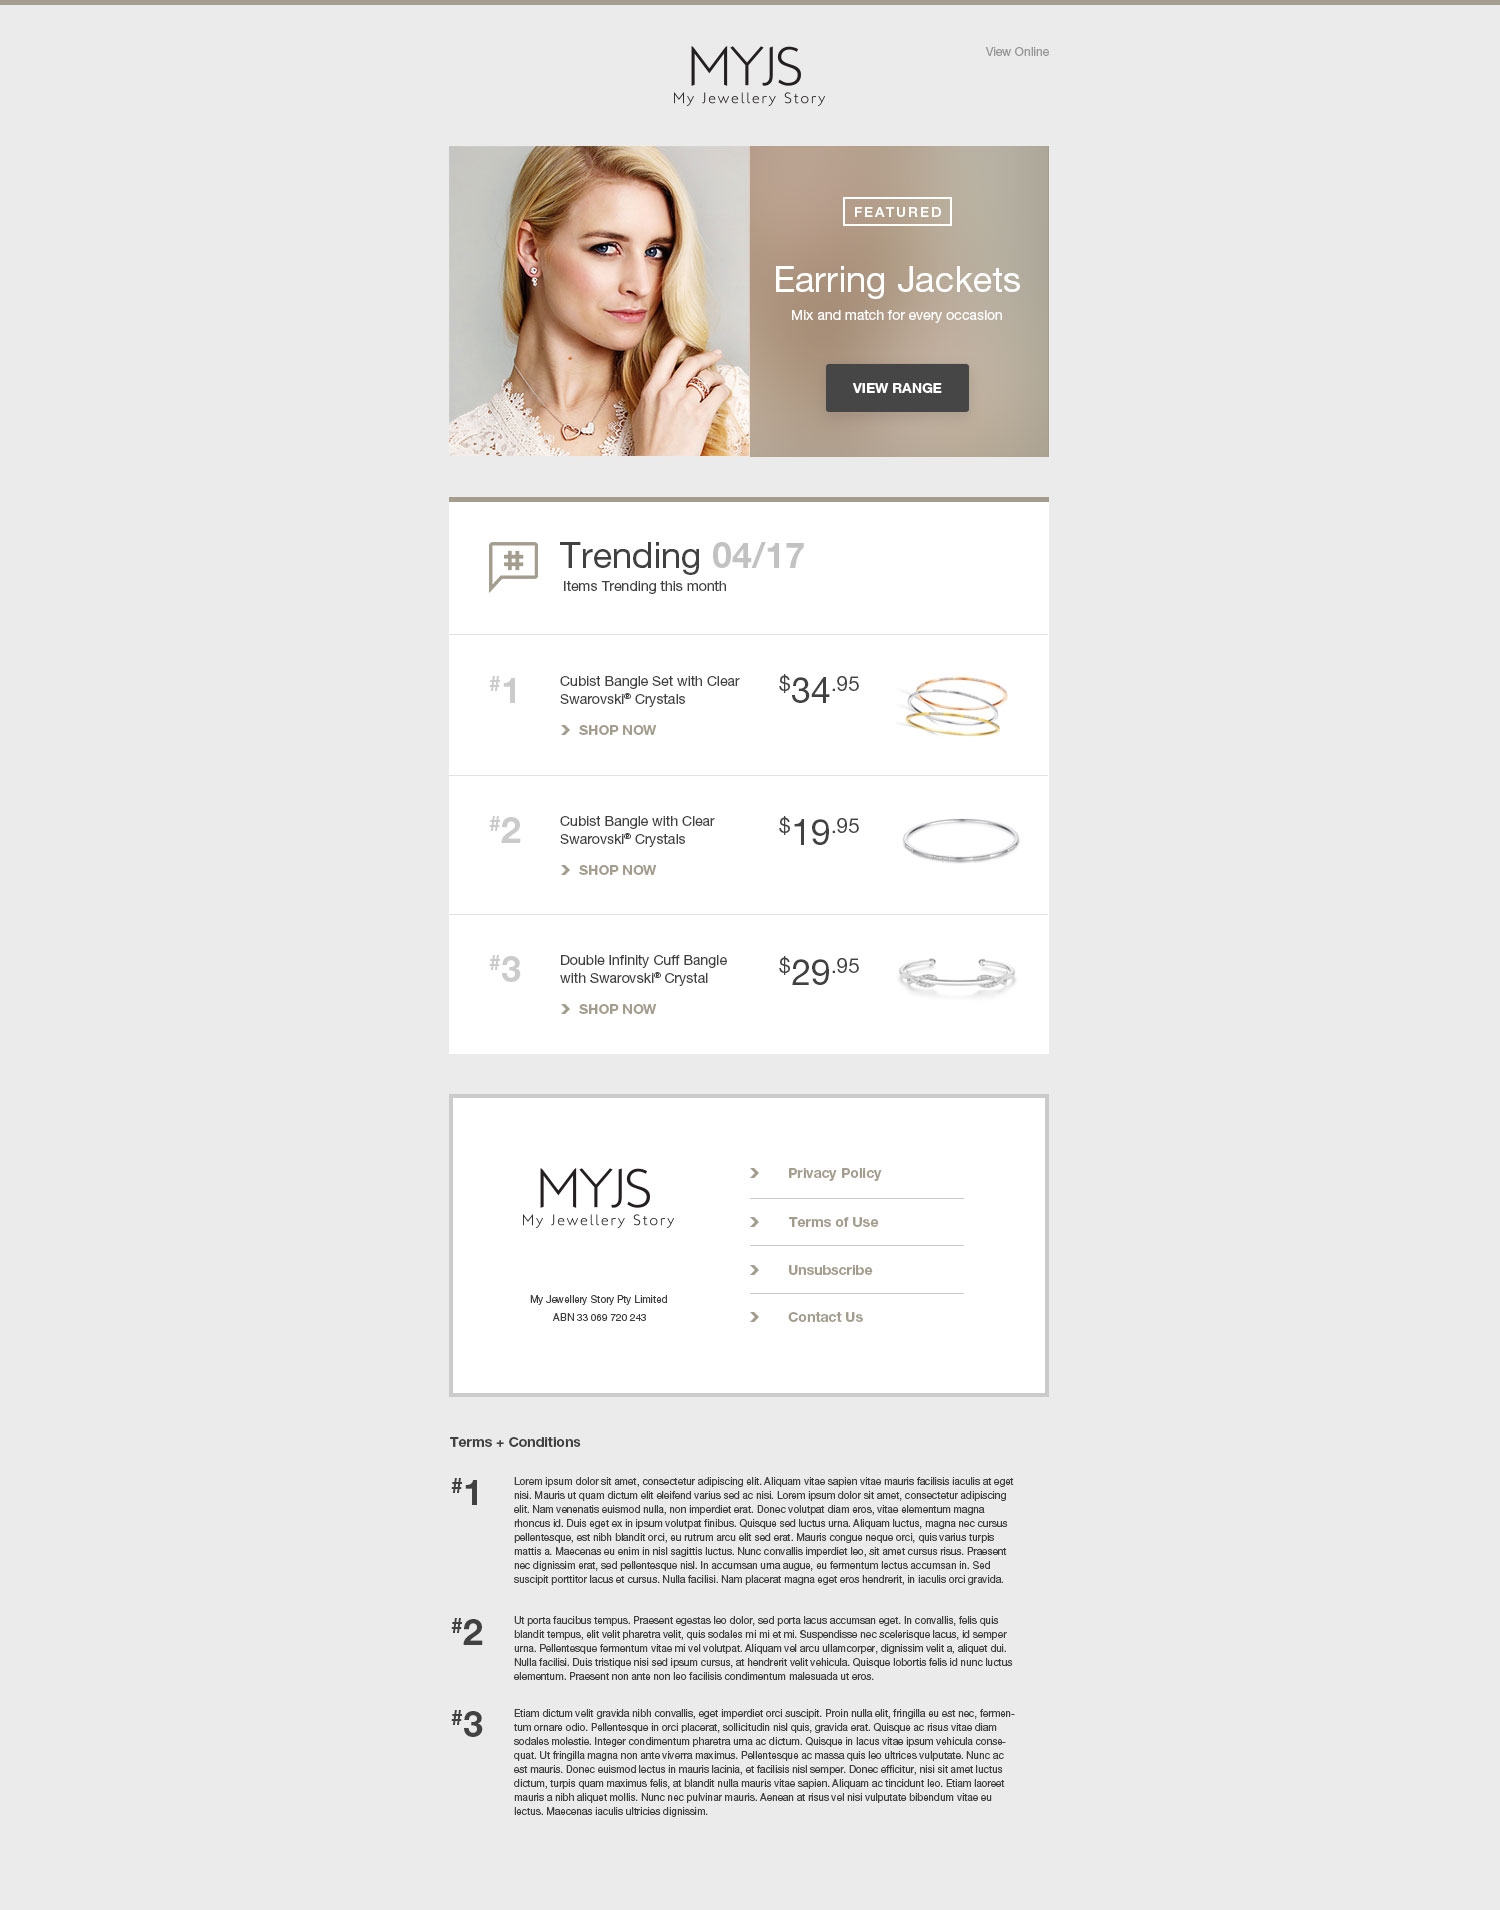 MYJS
My Jewellery Story
View Online
FEATURED
Earring Jackets
Mix and match for every occasion
VIEW RANGE
#
Trending 04/17
Items Trending this month
#1
Cubist Bangle Set with Clear
Swarovski® Crystals
SHOP NOW
$34.95
#2
Cubist Bangle with Clear
Swarovski® Crystals
SHOP NOW
$19.95
#3
Double Infinity Cuff Bangle
with Swarovski® Crystal
SHOP NOW
$29.95
MYJS
My Jewellery Story
My Jewellery Story Pty Limited
ABN 33 069 720 243
Privacy Policy
Terms of Use
Unsubscribe
Contact Us
Terms + Conditions
#1
Lorem ipsum dolor sit amet, consectetur adipiscing elit. Aliquam vitae sapien vitae mauris facilisis iaculis at eget
nisi. Mauris ut quam dictum elit eleifend varius sed ac nisi. Lorem ipsum dolor sit amet, consectetur adipiscing
elit. Nam venenatis euismod nulla, non imperdiet erat. Donec volutpat diam eros, vitae elementum magna
rhoncus id. Duis eget ex in ipsum volutpat finibus. Quisque sed luctus urna. Aliquam luctus, magna nec cursus
pellentesque, est nibh blandit orci, eu rutrum arcu elit sed erat. Mauris congue neque orci, quis varius turpis
mattis a. Maecenas eu enim in nisl sagittis luctus. Nunc convallis imperdiet leo, sit amet cursus risus. Praesent
nec dignissim erat, sed pellentesque nisl. In accumsan urna augue, eu fermentum lectus accumsan in. Sed
suscipit porttitor lacus et cursus. Nulla facilisi. Nam placerat magna eget eros hendrerit, in iaculis orci gravida.
#2
Ut porta faucibus tempus. Praesent egestas leo dolor, sed porta lacus accumsan eget. In convallis, felis quis
blandit tempus, elit velit pharetra velit, quis sodales mi mi et mi. Suspendisse nec scelerisque lacus, id semper
urna. Pellentesque fermentum vitae mi vel volutpat. Aliquam vel arcu ullamcorper, dignissim velit a, aliquet dui.
Nulla facilisi. Duis tristique nisi sed ipsum cursus, at hendrerit velit vehicula. Quisque lobortis felis id nunc luctus
elementum. Praesent non ante non leo facilisis condimentum malesuada ut eros.
#3
Etiam dictum velit gravida nibh convallis, eget imperdiet orci suscipit. Proin nulla elit, fringilla eu est nec, fermen-
tum ornare odio. Pellentesque in orci placerat, sollicitudin nisl quis, gravida erat. Quisque ac risus vitae diam
sodales molestie. Integer condimentum pharetra urna ac dictum. Quisque in lacus vitae ipsum vehicula conse-
quat. Ut fringilla magna non ante viverra maximus. Pellentesque ac massa quis leo ultrices vulputate. Nunc ac
est mauris. Donec euismod lectus in mauris lacinia, et facilisis nisl semper. Donec efficitur, nisi sit amet luctus
dictum, turpis quam maximus felis, at blandit nulla mauris vitae sapien. Aliquam ac tincidunt leo. Etiam laoreet
mauris a nibh aliquet mollis. Nunc nec pulvinar mauris. Aenean at risus vel nisi vulputate bibendum vitae eu
lectus. Maecenas iaculis ultricies dignissim.